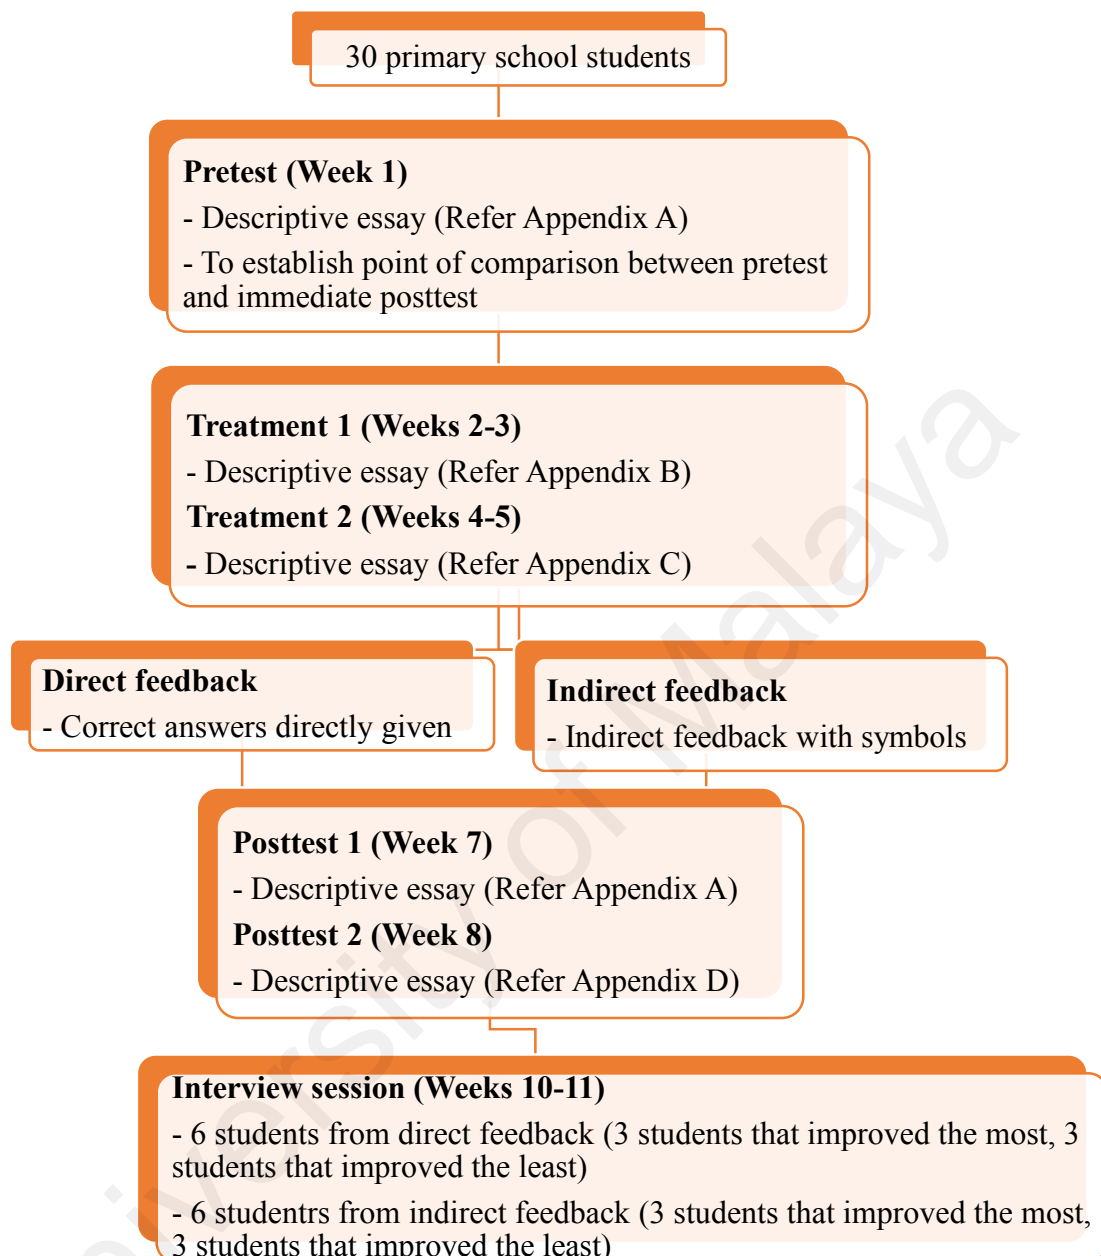 30 primary school students
Pretest (Week 1)
- Descriptive essay (Refer Appendix A)
- To establish point of comparison between pretest
and immediate posttest
Treatment 1 (Weeks 2-3)
- Descriptive essay (Refer Appendix B)
Treatment 2 (Weeks 4-5)
- Descriptive essay (Refer Appendix C)
Direct feedback
- Correct answers directly given
Indirect feedback
- Indirect feedback with symbols
Posttest 1 (Week 7)
- Descriptive essay (Refer Appendix A)
Posttest 2 (Week 8)
- Descriptive essay (Refer Appendix D)
Interview session (Weeks 10-11)
- 6 students from direct feedback (3 students that improved the most, 3
students that improved the least)
- 6 studentrs from indirect feedback (3 students that improved the most,
3 students that improved the least)
iversity of Malaya